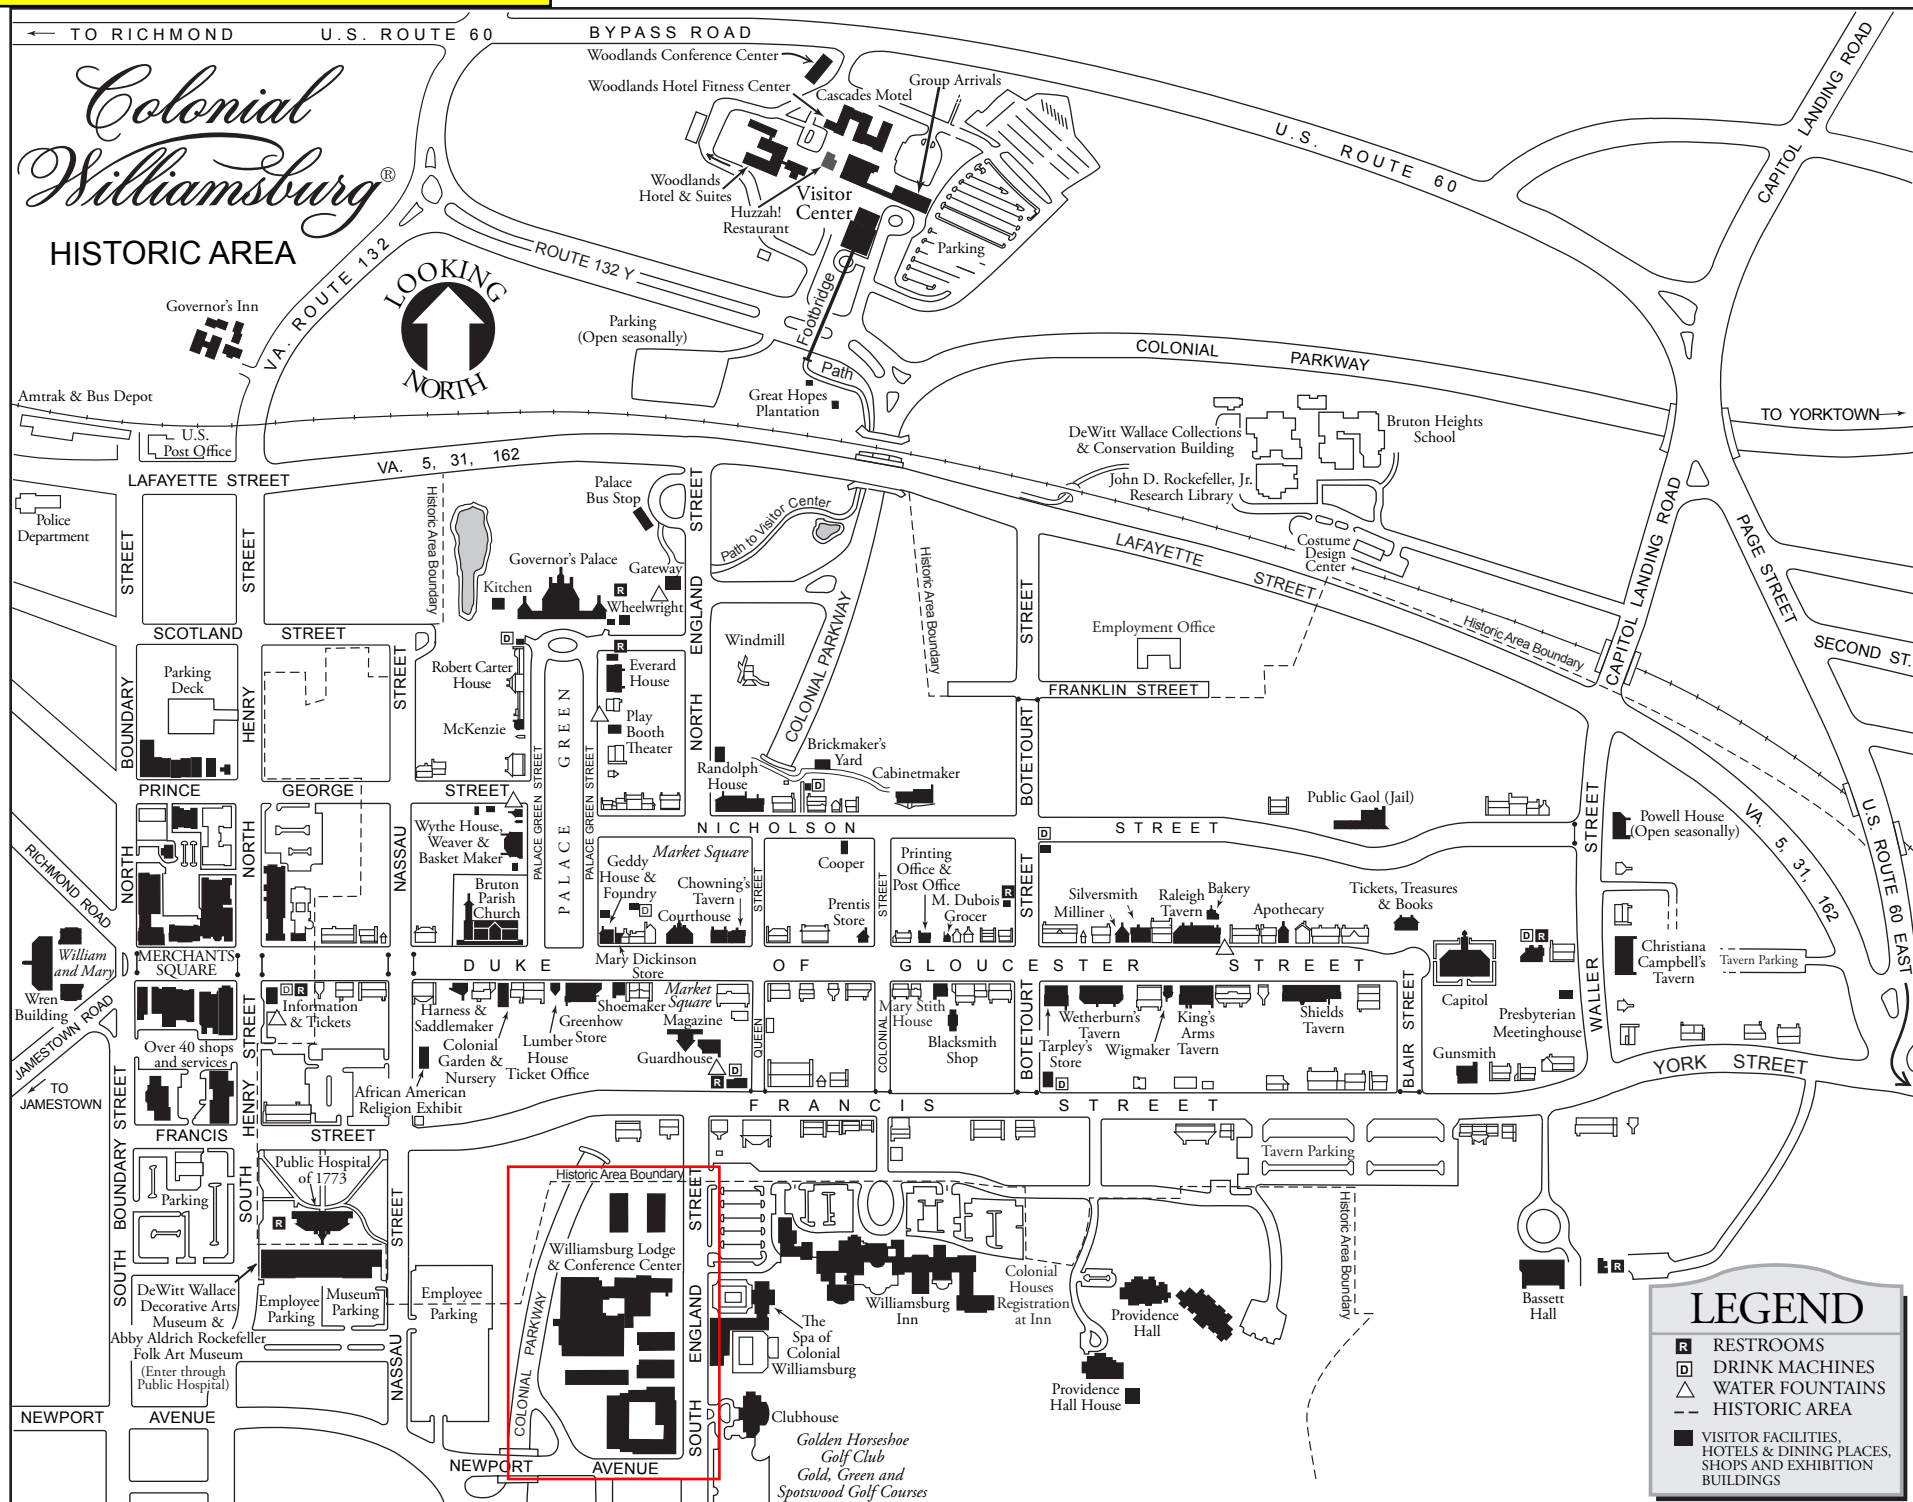 TO RICHMOND
U.S. ROUTE 60
BYPASS ROAD
Colonial
Williamsburg®
HISTORIC AREA
Woodlands Conference Center
Woodlands Hotel Fitness Center
Cascades Motel
Group Arrivals
U.S. ROUTE 60
CAPITOL LANDING ROAD
Woodlands
Hotel & Suites
Huzzah!
Restaurant
Visitor
Center
Parking
VA. ROUTE 132
ROUTE 132 Y
LOOKING
NORTH
Governor's Inn
Footbridge
Parking
(Open seasonally)
Path
COLONIAL PARKWAY
Great Hopes
Plantation
Amtrak & Bus Depot
U.S.
Post Office
TO YORKTOWN
DeWitt Wallace Collections
& Conservation Building
Bruton Heights
School
John D. Rockefeller, Jr.
Research Library
VA. 5, 31, 162
LAFAYETTE STREET
Police
Department
Historic Area Boundary
Palace
Bus Stop
STREET
Path to Visitor Center
Historic Area Boundary
LAFAYETTE STREET
Costume
Design
Center
CAPITOL LANDING ROAD
PAGE STREET
STREET
STREET
Governor's Palace
Gateway
Kitchen
R
Wheelwright
NORTH ENGLAND
COLONIAL PARKWAY
STREET
Employment Office
Historic Area Boundary
SECOND ST.
SCOTLAND STREET
D
R
Robert Carter
House
Everard
House
Windmill
Parking
Deck
STREET
McKenzie
Play
Booth
Theater
FRANKLIN STREET
BOUNDARY
HENRY
PALACE GREEN
PALACE GREEN STREET
PALACE GREEN STREET
Brickmaker's
Yard
Randolph
House
D
Cabinetmaker
BOTETOURT
PRINCE GEORGE STREET
NICHOLSON STREET
Public Gaol (Jail)
STREET
Powell House
(Open seasonally)
VA. 5, 31, 162
U.S. ROUTE 60 EAST
RICHMOND ROAD
NORTH
NORTH
NASSAU
Wythe House,
Weaver &
Basket Maker
Bruton
Parish
Church
Geddy
House &
Foundry
D
Market Square
Chowning's
Tavern
Courthouse
STREET
Cooper
Prentis
Store
STREET
Printing
Office &
Post Office
M. Dubois
Grocer
R
D
STREET
Silversmith
Milliner
Raleigh
Tavern
Bakery
Apothecary
Tickets, Treasures
& Books
D R
Christiana
Campbell's
Tavern
Tavern Parking
William
and Mary
Wren
Building
MERCHANTS
SQUARE
DUKE OF GLOUCESTER STREET
Mary Dickinson
Store
Capitol
Presbyterian
Meetinghouse
WALLER
JAMESTOWN ROAD
TO
JAMESTOWN
Over 40 shops
and services
STREET
D R
Information
& Tickets
Harness &
Saddlemaker
Colonial
Garden &
Nursery
Lumber
House
Ticket Office
Greenhow
Store
Shoemaker
Market
Square
Magazine
Guardhouse
D
R
QUEEN
COLONIAL
Mary Stith
House
Blacksmith
Shop
BOTETOURT
Tarpley's
Store
D
Wetherburn's
Tavern
Wigmaker
King's
Arms
Tavern
Shields
Tavern
BLAIR STREET
Gunsmith
YORK STREET
African American
Religion Exhibit
FRANCIS STREET
FRANCIS STREET
SOUTH BOUNDARY STREET
SOUTH HENRY
Parking
Public Hospital
of 1773
R
STREET
Historic Area Boundary
STREET
Tavern Parking
Historic Area Boundary
Williamsburg Lodge
& Conference Center
DeWitt Wallace
Decorative Arts
Museum &
Abby Aldrich Rockefeller
Folk Art Museum
(Enter through
Public Hospital)
Employee
Parking
Museum
Parking
Employee
Parking
NASSAU
COLONIAL PARKWAY
SOUTH ENGLAND
The
Spa of
Colonial
Williamsburg
Williamsburg
Inn
Colonial
Houses
Registration
at Inn
Providence
Hall
Providence
Hall House
Bassett
Hall
R
NEWPORT AVENUE
NEWPORT AVENUE
Clubhouse
Golden Horseshoe
Golf Club
Gold, Green and
Spotswood Golf Courses
LEGEND
R RESTROOMS
D DRINK MACHINES
WATER FOUNTAINS
HISTORIC AREA
VISITOR FACILITIES,
HOTELS & DINING PLACES,
SHOPS AND EXHIBITION
BUILDINGS